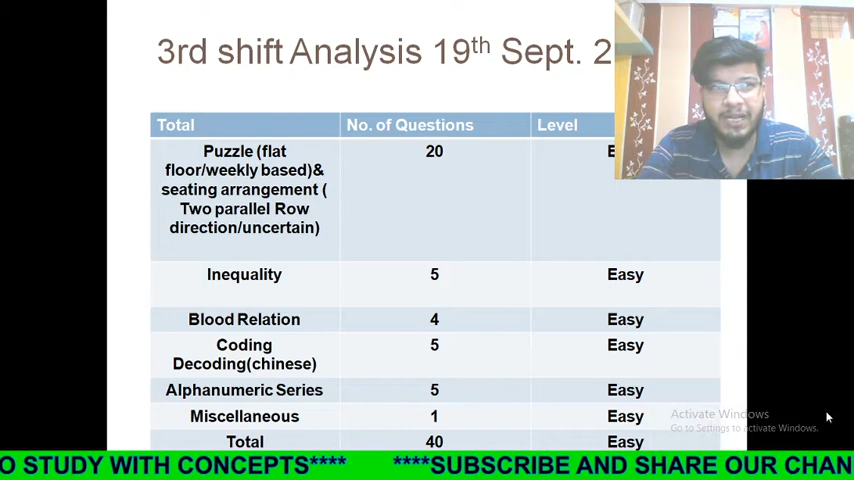 3rd shift Analysis 19th Sept. 2
Total No. of Questions Level
Puzzle (flat 20 E
floor/weekly based)&
seating arrangement (
Two parallel Row
direction/uncertain)
Inequality 5 Easy
Blood Relation 4 Easy
Coding 5 Easy
Decoding(chinese)
Alphanumeric Series 5 Easy
Miscellaneous 1 Easy
Total 40 Easy
Activate Windows
Go to Settings to activate Windows.
O STUDY WITH CONCEPTS**** ****SUBSCRIBE AND SHARE OUR CHAN